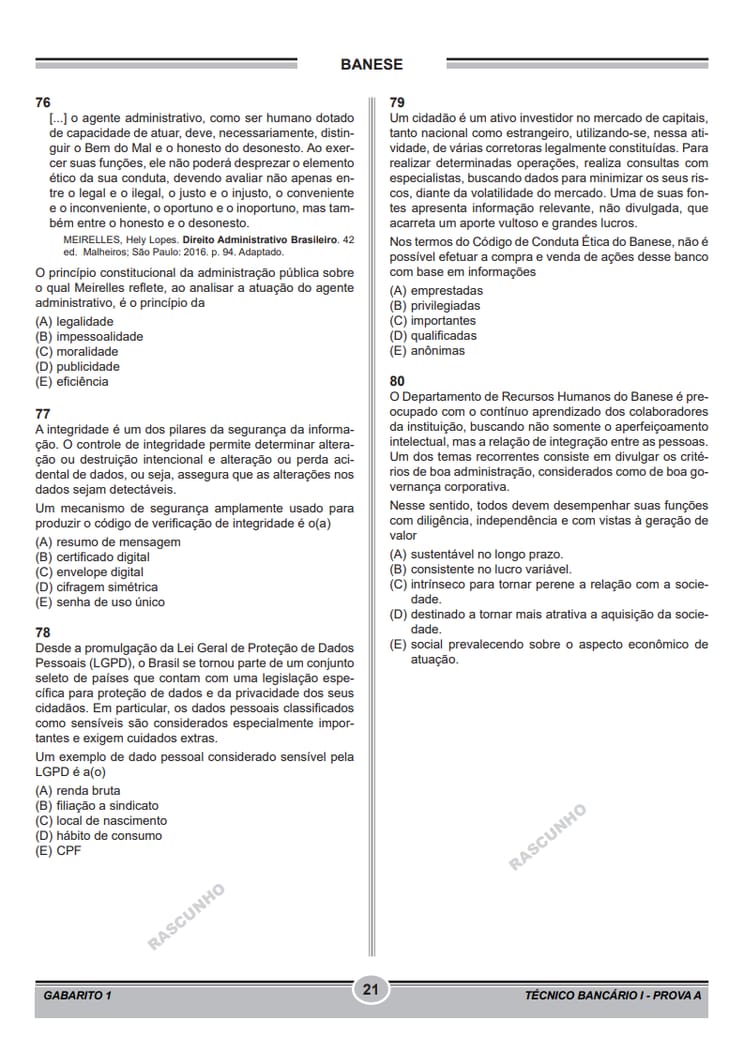 BANESE
76
[...] o agente administrativo, como ser humano dotado
de capacidade de atuar, deve, necessariamente, distin-
guir o Bem do Mal e o honesto do desonesto. Ao exer-
cer suas funções, ele não poderá desprezar o elemento
ético da sua conduta, devendo avaliar não apenas en-
tre o legal e o ilegal, o justo e o injusto, o conveniente
e o inconveniente, o oportuno e o inoportuno, mas tam-
bém entre o honesto e o desonesto.
MEIRELLES, Hely Lopes. Direito Administrativo Brasileiro. 42
ed. Malheiros; São Paulo: 2016. p. 94. Adaptado.
O princípio constitucional da administração pública sobre
o qual Meirelles reflete, ao analisar a atuação do agente
administrativo, é o princípio da
(A) legalidade
(B) impessoalidade
(C) moralidade
(D) publicidade
(E) eficiência
77
A integridade é um dos pilares da segurança da informa-
ção. O controle de integridade permite determinar altera-
ção ou destruição intencional e alteração ou perda aci-
dental de dados, ou seja, assegura que as alterações nos
dados sejam detectáveis.
Um mecanismo de segurança amplamente usado para
produzir o código de verificação de integridade é o(a)
(A) resumo de mensagem
(B) certificado digital
(C) envelope digital
(D) cifragem simétrica
(E) senha de uso único
78
Desde a promulgação da Lei Geral de Proteção de Dados
Pessoais (LGPD), o Brasil se tornou parte de um conjunto
seleto de países que contam com uma legislação espe-
cífica para proteção de dados e da privacidade dos seus
cidadãos. Em particular, os dados pessoais classificados
como sensíveis são considerados especialmente impor-
tantes e exigem cuidados extras.
Um exemplo de dado pessoal considerado sensível pela
LGPD é a(o)
(A) renda bruta
(B) filiação a sindicato
(C) local de nascimento
(D) hábito de consumo
(E) CPF
RASCUNHO
79
Um cidadão é um ativo investidor no mercado de capitais,
tanto nacional como estrangeiro, utilizando-se, nessa ati-
vidade, de várias corretoras legalmente constituídas. Para
realizar determinadas operações, realiza consultas com
especialistas, buscando dados para minimizar os seus ris-
cos, diante da volatilidade do mercado. Uma de suas fon-
tes apresenta informação relevante, não divulgada, que
acarreta um aporte vultoso e grandes lucros.
Nos termos do Código de Conduta Ética do Banese, não é
possível efetuar a compra e venda de ações desse banco
com base em informações
(A) emprestadas
(B) privilegiadas
(C) importantes
(D) qualificadas
(E) anônimas
80
O Departamento de Recursos Humanos do Banese é pre-
ocupado com o contínuo aprendizado dos colaboradores
da instituição, buscando não somente o aperfeiçoamento
intelectual, mas a relação de integração entre as pessoas.
Um dos temas recorrentes consiste em divulgar os crité-
rios de boa administração, considerados como de boa go-
vernança corporativa.
Nesse sentido, todos devem desempenhar suas funções
com diligência, independência e com vistas à geração de
valor
(A) sustentável no longo prazo.
(B) consistente no lucro variável.
(C) intrínseco para tornar perene a relação com a socie-
dade.
(D) destinado a tornar mais atrativa a aquisição da socie-
dade.
(E) social prevalecendo sobre o aspecto econômico de
atuação.
RASCUNHO
GABARITO 1
21
TÉCNICO BANCÁRIO I - PROVA A